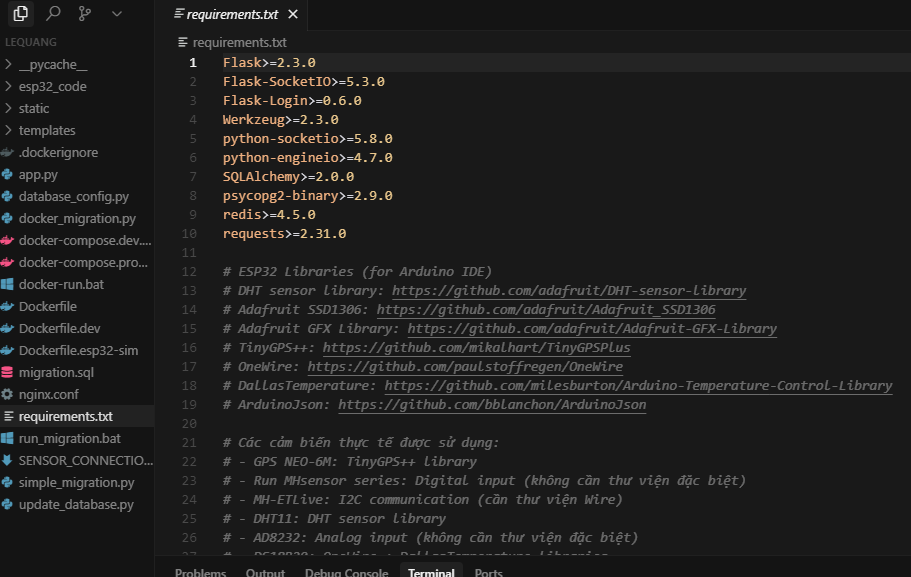 requirements.txt
LEQUANG
__pycache__
esp32_code
static
templates
.dockerignore
app.py
database_config.py
docker_migration.py
docker-compose.dev....
docker-compose.pro...
docker-run.bat
Dockerfile
Dockerfile.dev
Dockerfile.esp32-sim
migration.sql
nginx.conf
requirements.txt
run_migration.bat
SENSOR_CONNECTIO...
simple_migration.py
update_database.py
requirements.txt
1 Flask>=2.3.0
2 Flask-SocketIO>=5.3.0
3 Flask-Login>=0.6.0
4 Werkzeug>=2.3.0
5 python-socketio>=5.8.0
6 python-engineio>=4.7.0
7 SQLAlchemy>=2.0.0
8 psycopg2-binary>=2.9.0
9 redis>=4.5.0
10 requests>=2.31.0
11
12 # ESP32 Libraries (for Arduino IDE)
13 # DHT sensor library: https://github.com/adafruit/DHT-sensor-library
14 # Adafruit SSD1306: https://github.com/adafruit/Adafruit_SSD1306
15 # Adafruit GFX Library: https://github.com/adafruit/Adafruit-GFX-Library
16 # TinyGPS++: https://github.com/mikalhart/TinyGPSPlus
17 # OneWire: https://github.com/paulstoffregen/OneWire
18 # DallasTemperature: https://github.com/milesburton/Arduino-Temperature-Control-Library
19 # ArduinoJson: https://github.com/bblanchon/ArduinoJson
20
21 # Các cảm biến thực tế được sử dụng:
22 # - GPS NEO-6M: TinyGPS++ library
23 # - Run MHsensor series: Digital input (không cần thư viện đặc biệt)
24 # - MH-ETLive: I2C communication (cần thư viện Wire)
25 # - DHT11: DHT sensor library
26 # - AD8232: Analog input (không cần thư viện đặc biệt)
27 # - DS18B20: OneWire + DallasTemperature libraries
Problems Output Debug Console Terminal Ports